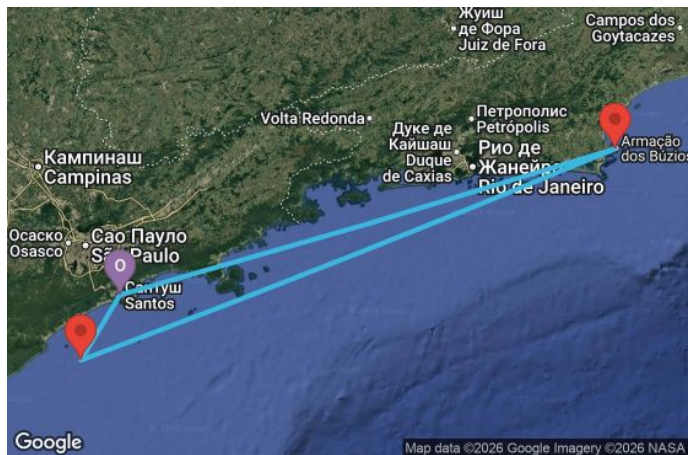 Жуиш
де Фора
Juiz de Fora
Campos dos
Goytacazes
Volta Redonda
Петрополис
Petrópolis
Дуке де
Кайшаш
Duque
de Caxias
Рио де
Жанейро
Rio de Janeiro
Armação
dos Búzios
Кампинаш
Campinas
Осаско
Osasco
Сао Пауло
São Paulo
O
Сантуш
Santos
Google
Map data ©2026 Google Imagery ©2026 NASA